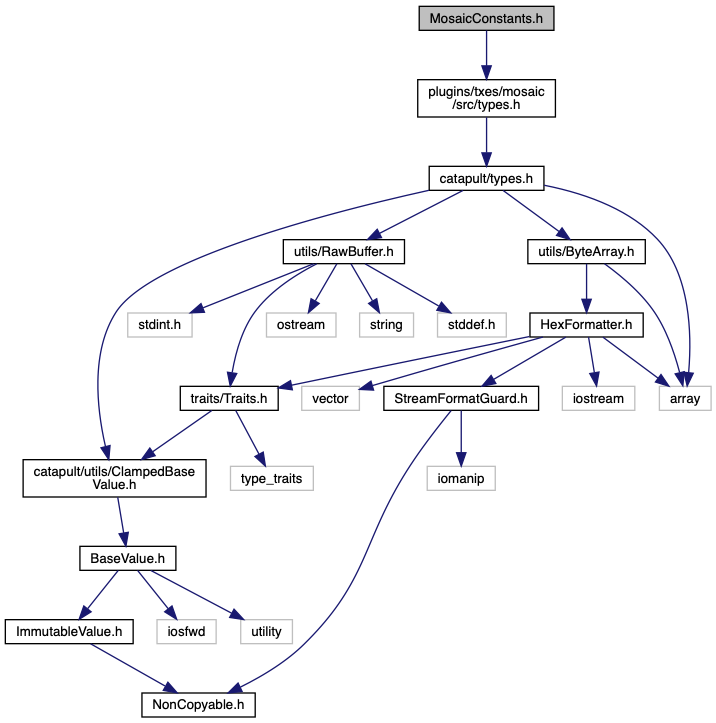 MosaicConstants.h
plugins/txes/mosaic
/src/types.h
catapult/types.h
utils/RawBuffer.h
utils/ByteArray.h
stdint.h
ostream
string
stddef.h
HexFormatter.h
traits/Traits.h
vector
StreamFormatGuard.h
iostream
array
catapult/utils/ClampedBase
Value.h
type_traits
iomanip
BaseValue.h
ImmutableValue.h
iosfwd
utility
NonCopyable.h